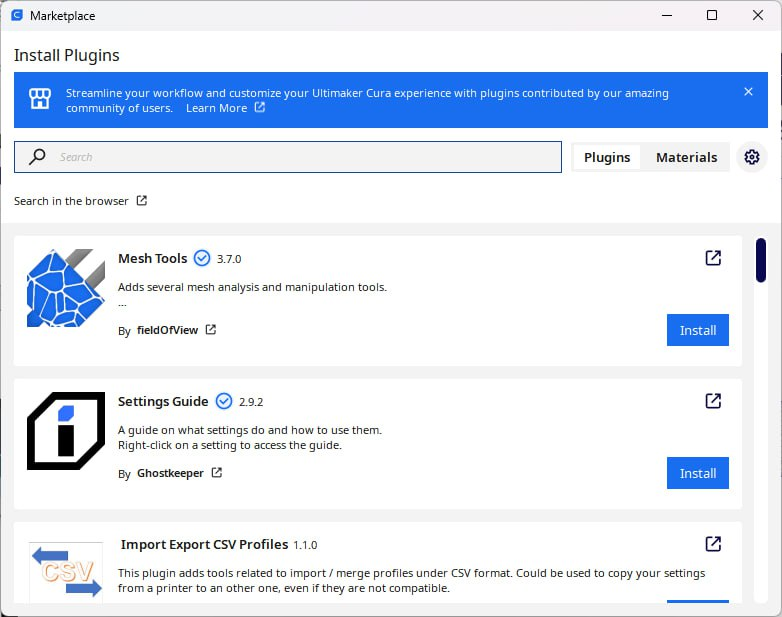 Marketplace
Install Plugins
Streamline your workflow and customize your Ultimaker Cura experience with plugins contributed by our amazing
community of users. Learn More
Search
Plugins
Materials
Search in the browser
Mesh Tools 3.7.0
Adds several mesh analysis and manipulation tools.
...
By fieldOfView
Install
Settings Guide 2.9.2
A guide on what settings do and how to use them.
Right-click on a setting to access the guide.
By Ghostkeeper
Install
CSV
Import Export CSV Profiles 1.1.0
This plugin adds tools related to import / merge profiles under CSV format. Could be used to copy your settings
from a printer to an other one, even if they are not compatible.